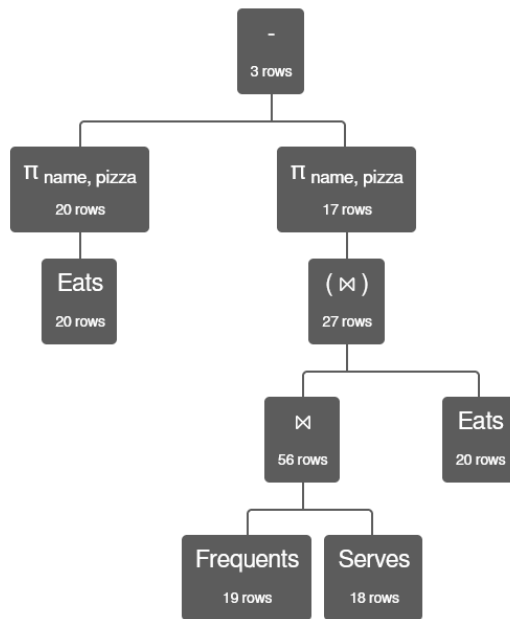 -
3 rows
π name, pizza
20 rows
π name, pizza
17 rows
Eats
20 rows
( ⋈ )
27 rows
⋈
56 rows
Eats
20 rows
Frequents
19 rows
Serves
18 rows